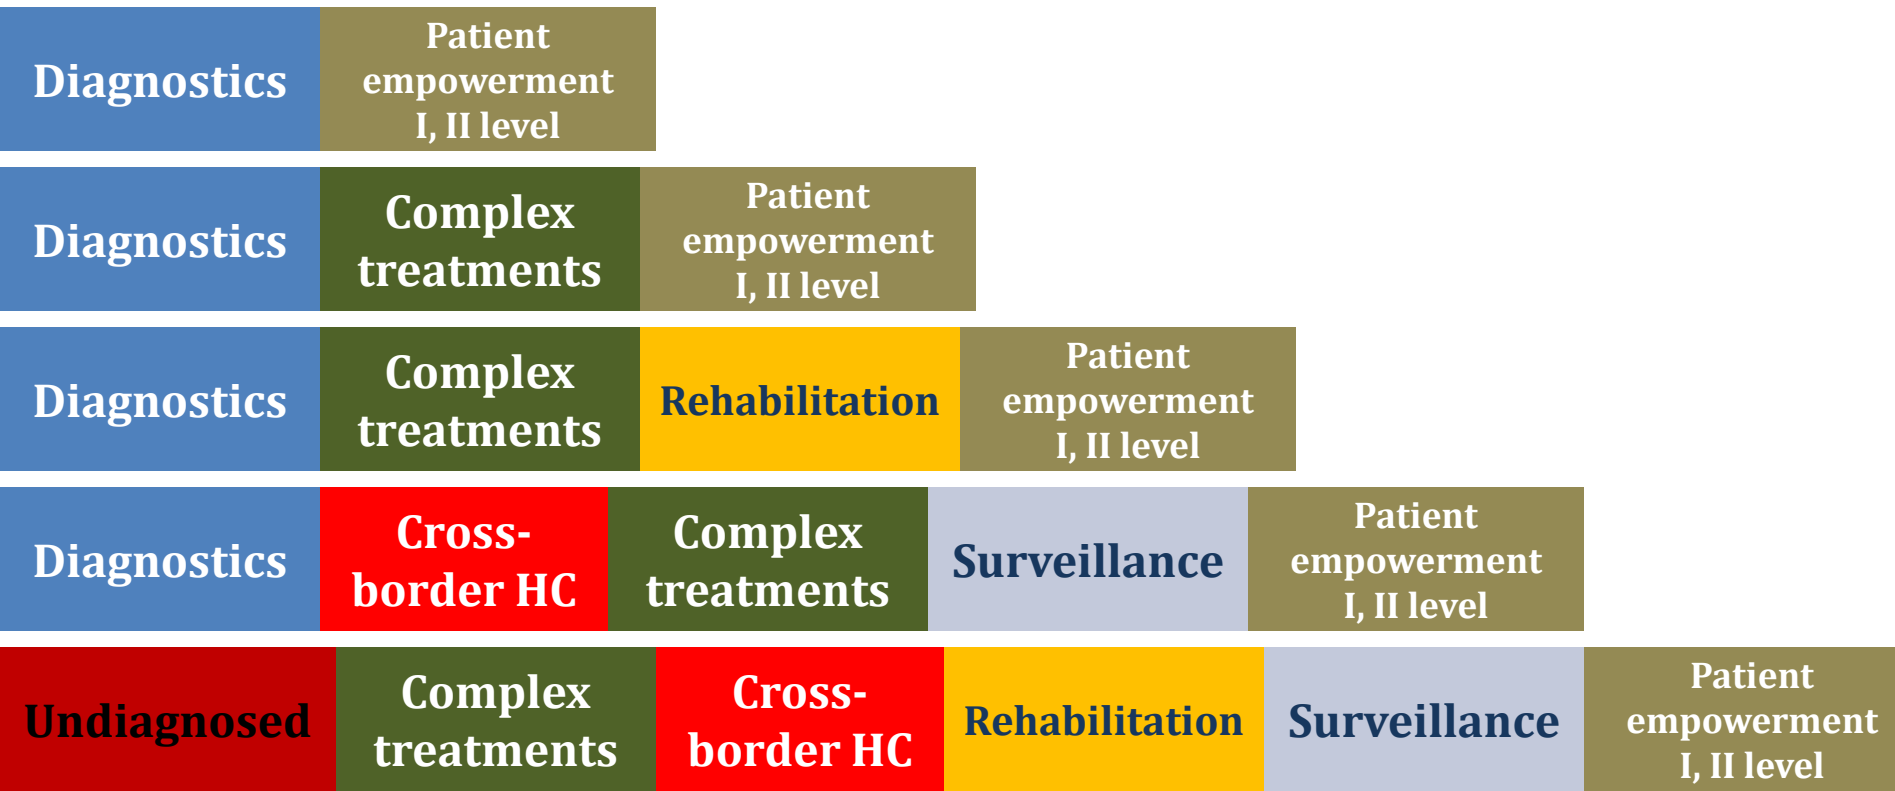 Diagnostics
Patient
empowerment
I, II level
Diagnostics
Complex
treatments
Patient
empowerment
I, II level
Diagnostics
Complex
treatments
Rehabilitation
Patient
empowerment
I, II level
Diagnostics
Cross-
border HC
Complex
treatments
Surveillance
Patient
empowerment
I, II level
Undiagnosed
Complex
treatments
Cross-
border HC
Rehabilitation
Surveillance
Patient
empowerment
I, II level